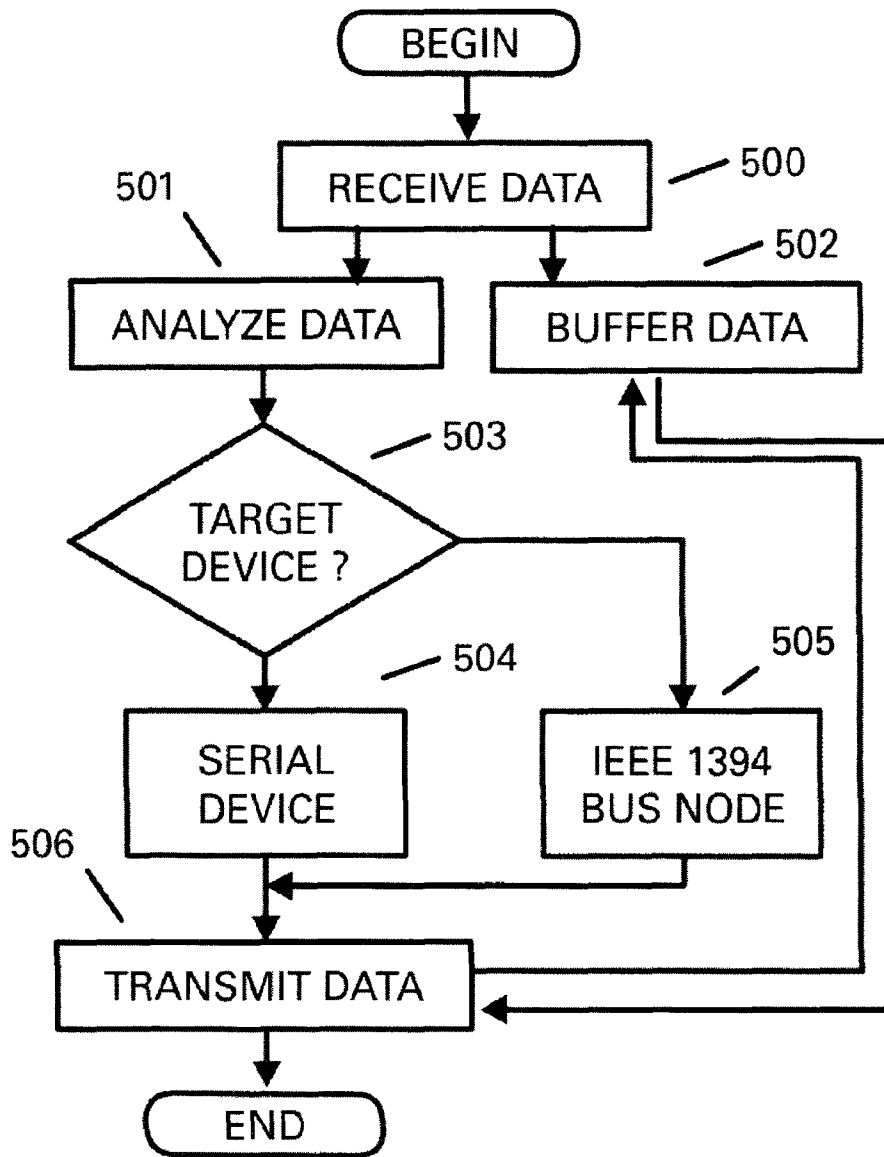 BEGIN
500
RECEIVE DATA
501
502
ANALYZE DATA
BUFFER DATA
503
TARGET
DEVICE ?
504
505
SERIAL
DEVICE
IEEE 1394
BUS NODE
506
TRANSMIT DATA
END